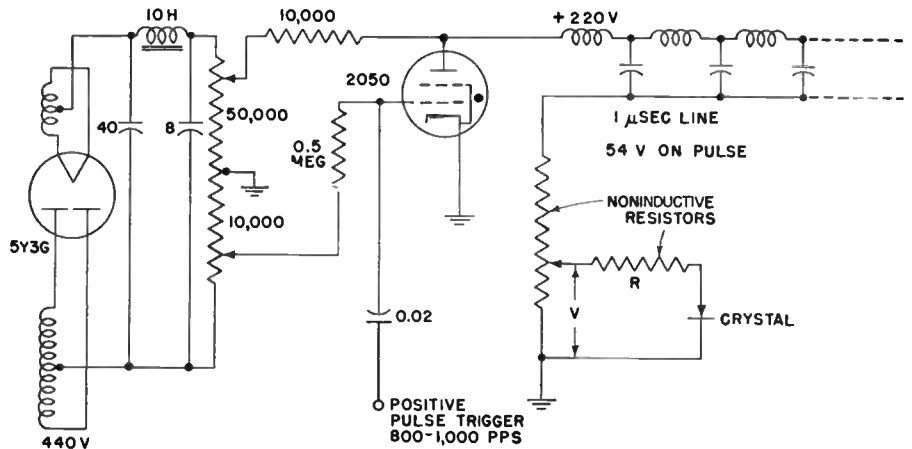 10 H
10,000
+ 220 V
2050
40
8
50,000
0.5
MEG
1 μSEC LINE
54 V ON PULSE
10,000
NONINDUCTIVE
RESISTORS
5Y3G
R
V
CRYSTAL
0.02
440 V
POSITIVE
PULSE TRIGGER
800-1,000 PPS